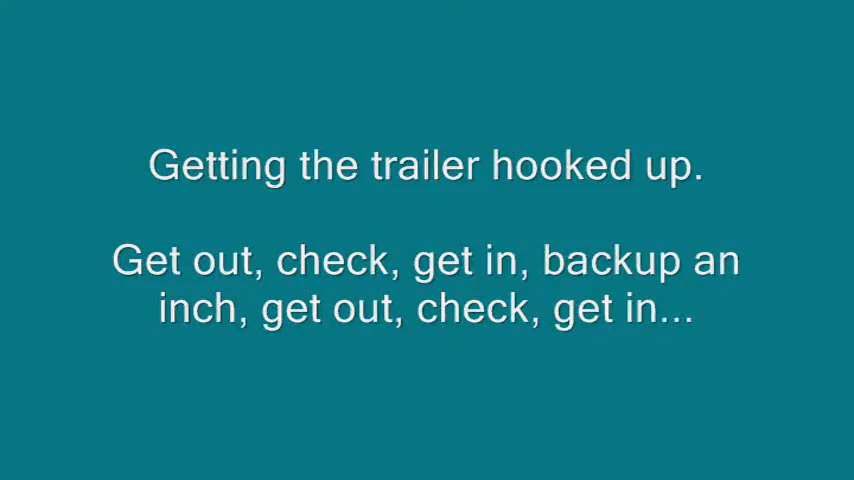 Getting the trailer hooked up.
Get out, check, get in, backup an
inch, get out, check, get in...